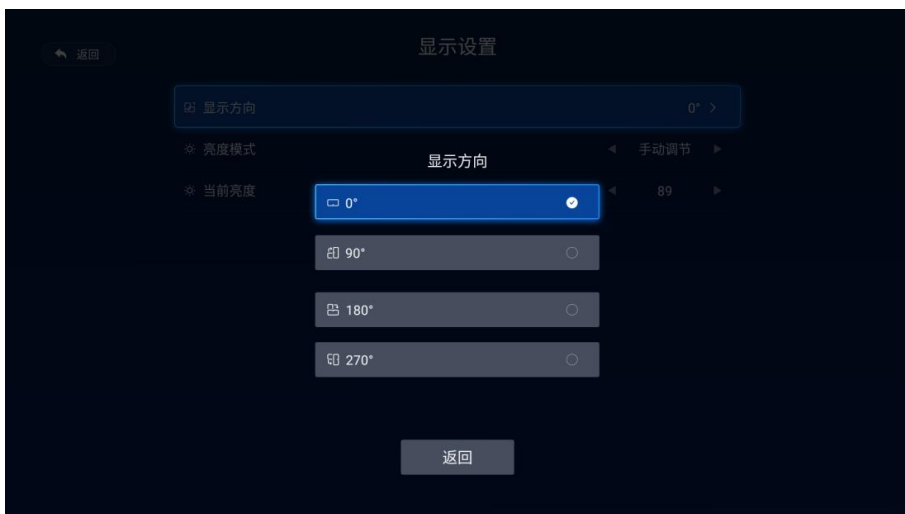 返回
显示设置
显示方向 0°
亮度模式 手动调节
当前亮度 89
显示方向
0°
90°
180°
270°
返回